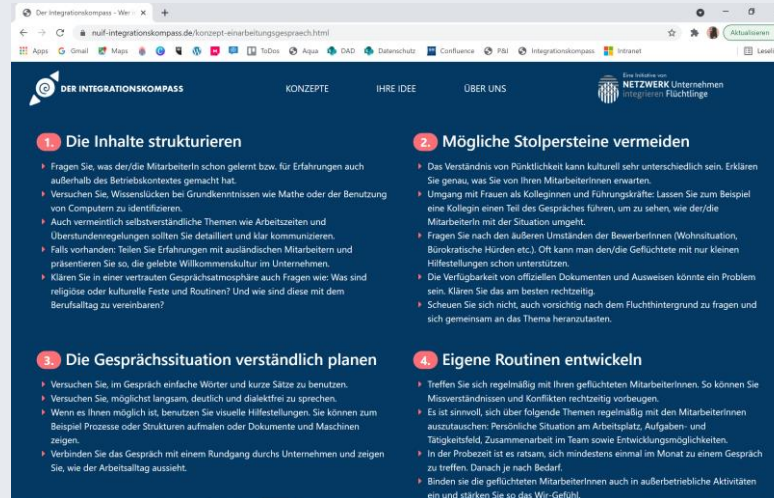 Der Integrationskompass - Wer -
nuif-integrationskompass.de/konzept-einarbeitungsgespraech.html
Aktualisieren
Apps Gmail Maps ToDos Aqua DAD Datenschutz Confluence P&I Integrationskompass Intranet Leseli
DER INTEGRATIONSKOMPASS
KONZEPTE IHRE IDEE ÜBER UNS
Eine Initiative von
NETZWERK Unternehmen
integrieren Flüchtlinge
1. Die Inhalte strukturieren
Fragen Sie, was der/die MitarbeiterIn schon gelernt bzw. für Erfahrungen auch
außerhalb des Betriebskontextes gemacht hat.
Versuchen Sie, Wissenslücken bei Grundkenntnissen wie Mathe oder der Benutzung
von Computern zu identifizieren.
Auch vermeintlich selbstverständliche Themen wie Arbeitszeiten und
Überstundenregelungen sollten Sie detailliert und klar kommunizieren.
Falls vorhanden: Teilen Sie Erfahrungen mit ausländischen Mitarbeitern und
präsentieren Sie so, die gelebte Willkommenskultur im Unternehmen.
Klären Sie in einer vertrauten Gesprächsatmosphäre auch Fragen wie: Was sind
religiöse oder kulturelle Feste und Routinen? Und wie sind diese mit dem
Berufsalltag zu vereinbaren?
2. Mögliche Stolpersteine vermeiden
Das Verständnis von Pünktlichkeit kann kulturell sehr unterschiedlich sein. Erklären
Sie genau, was Sie von Ihren MitarbeiterInnen erwarten.
Umgang mit Frauen als Kolleginnen und Führungskräfte: Lassen Sie zum Beispiel
eine Kollegin einen Teil des Gespräches führen, um zu sehen, wie der/die
MitarbeiterIn mit der Situation umgeht.
Fragen Sie nach den äußeren Umständen der BewerberInnen (Wohnsituation,
Bürokratische Hürden etc.). Oft kann man den/die Geflüchtete mit nur kleinen
Hilfestellungen schon unterstützen.
Die Verfügbarkeit von offiziellen Dokumenten und Ausweisen könnte ein Problem
sein. Klären Sie das am besten rechtzeitig.
Scheuen Sie sich nicht, auch vorsichtig nach dem Fluchthintergrund zu fragen und
sich gemeinsam an das Thema heranzutasten.
3. Die Gesprächssituation verständlich planen
Versuchen Sie, im Gespräch einfache Wörter und kurze Sätze zu benutzen.
Versuchen Sie, möglichst langsam, deutlich und dialektfrei zu sprechen.
Wenn es Ihnen möglich ist, benutzen Sie visuelle Hilfestellungen. Sie können zum
Beispiel Prozesse oder Strukturen aufmalen oder Dokumente und Maschinen
zeigen.
Verbinden Sie das Gespräch mit einem Rundgang durchs Unternehmen und zeigen
Sie, wie der Arbeitsalltag aussieht.
4. Eigene Routinen entwickeln
Treffen Sie sich regelmäßig mit Ihren geflüchteten MitarbeiterInnen. So können Sie
Missverständnissen und Konflikten rechtzeitig vorbeugen.
Es ist sinnvoll, sich über folgende Themen regelmäßig mit den MitarbeiterInnen
auszutauschen: Persönliche Situation am Arbeitsplatz, Aufgaben- und
Tätigkeitsfeld, Zusammenarbeit im Team sowie Entwicklungsmöglichkeiten.
In der Probezeit ist es ratsam, sich mindestens einmal im Monat zu einem Gespräch
zu treffen. Danach je nach Bedarf.
Binden sie die geflüchteten MitarbeiterInnen auch in außerbetriebliche Aktivitäten
ein und stärken Sie so das Wir-Gefühl.